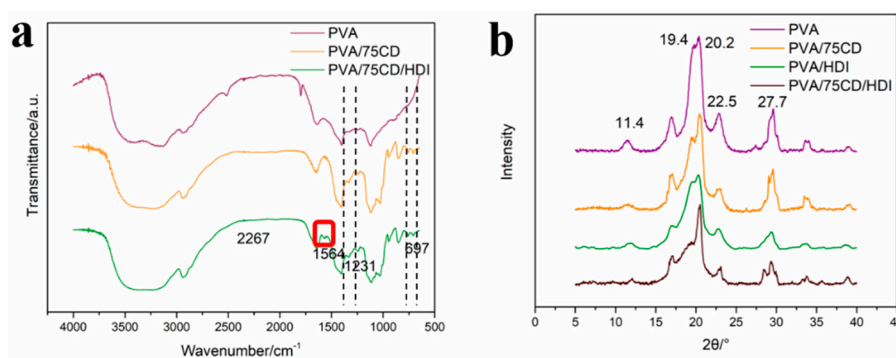 a
PVA
PVA/75CD
PVA/75CD/HDI
Transmittance/a.u.
2267
1564
1231
697
4000 3500 3000 2500 2000 1500 1000 500
Wavenumber/cm⁻¹
b
PVA
PVA/75CD
PVA/HDI
PVA/75CD/HDI
Intensity
19.4 20.2
11.4
22.5 27.7
0 5 10 15 20 25 30 35 40 45
2θ/°